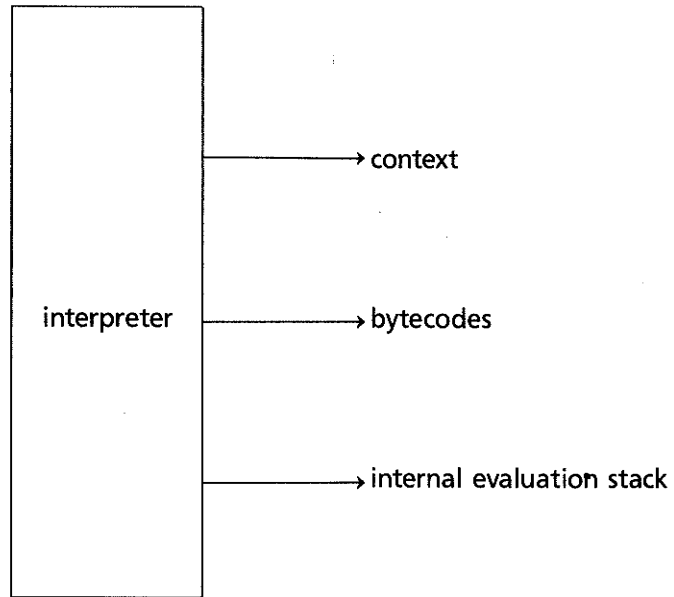 context
interpreter
bytecodes
internal evaluation stack